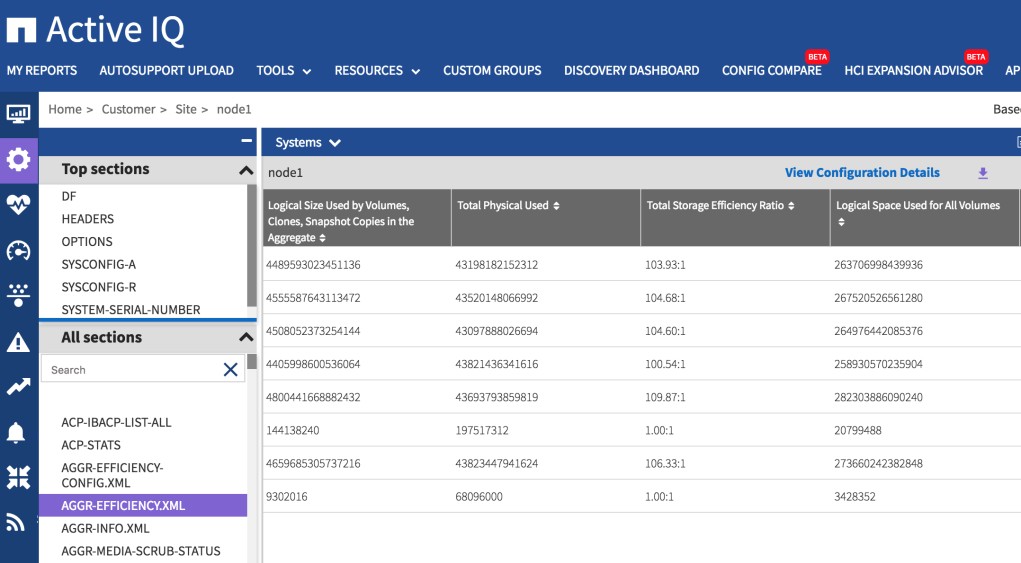 Active IQ
BETA BETA
MY REPORTS AUTOSUPPORT UPLOAD TOOLS RESOURCES CUSTOM GROUPS DISCOVERY DASHBOARD CONFIG COMPARE HCI EXPANSION ADVISOR AP
Home > Customer > Site > node1 Base
Systems
Top sections
node1 View Configuration Details
DF
HEADERS
OPTIONS
SYSCONFIG-A
SYSCONFIG-R
SYSTEM-SERIAL-NUMBER
All sections
Search
ACP-IBACP-LIST-ALL
ACP-STATS
AGGR-EFFICIENCY-
CONFIG.XML
AGGR-EFFICIENCY.XML
AGGR-INFO.XML
AGGR-MEDIA-SCRUB-STATUS
Logical Size Used by Volumes, Total Physical Used Total Storage Efficiency Ratio Logical Space Used for All Volumes
Clones, Snapshot Copies in the
Aggregate
4489593023451136 43198182152312 103.93:1 263706998439936
4555587643113472 43520148066992 104.68:1 267520526561280
4508052373254144 43097888026694 104.60:1 264976442085376
4405998600536064 43821436341616 100.54:1 258930570235904
4800441668882432 43693793859819 109.87:1 282303886090240
144138240 197517312 1.00:1 20799488
4659685305737216 43823447941624 106.33:1 273660242382848
9302016 68096000 1.00:1 3428352